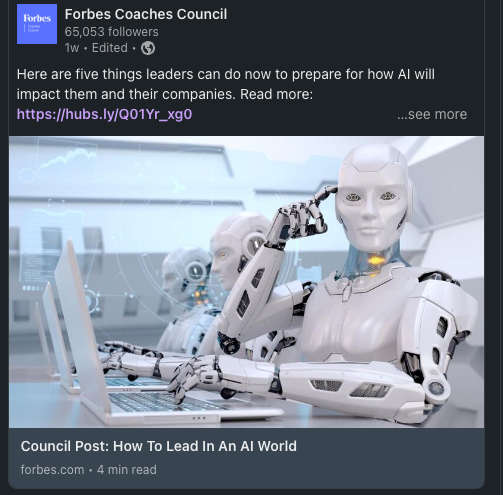 Forbes
Coaches
Council
Forbes Coaches Council
65,053 followers
1w • Edited •
Here are five things leaders can do now to prepare for how AI will
impact them and their companies. Read more:
https://hubs.ly/Q01Yr_xg0 ...see more
Council Post: How To Lead In An AI World
forbes.com • 4 min read